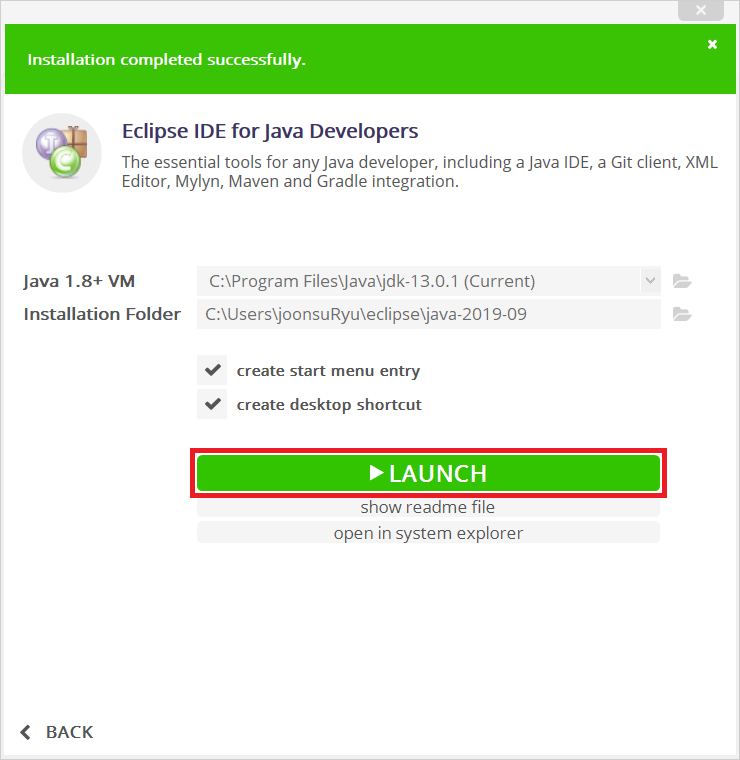 Installation completed successfully.
Eclipse IDE for Java Developers
The essential tools for any Java developer, including a Java IDE, a Git client, XML
Editor, Mylyn, Maven and Gradle integration.
Java 1.8+ VM C:\Program Files\Java\jdk-13.0.1 (Current)
Installation Folder C:\Users\joonsuRyu\eclipse\java-2019-09
create start menu entry
create desktop shortcut
LAUNCH
show readme file
open in system explorer
BACK